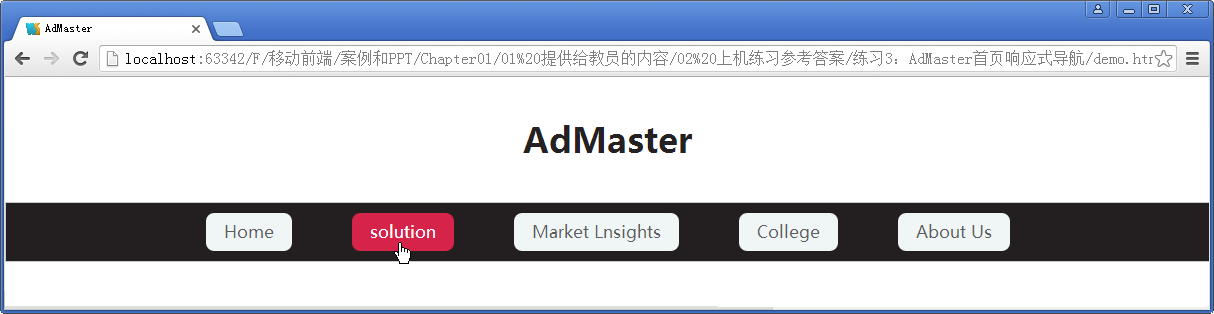 AdMaster
localhost:63342/F/移动前端/案例和PPT/Chapter01/01%20提供给教员的内容/02%20上机练习参考答案/练习3：AdMaster首页响应式导航/demo.htm
AdMaster
Home solution Market Lnsights College About Us